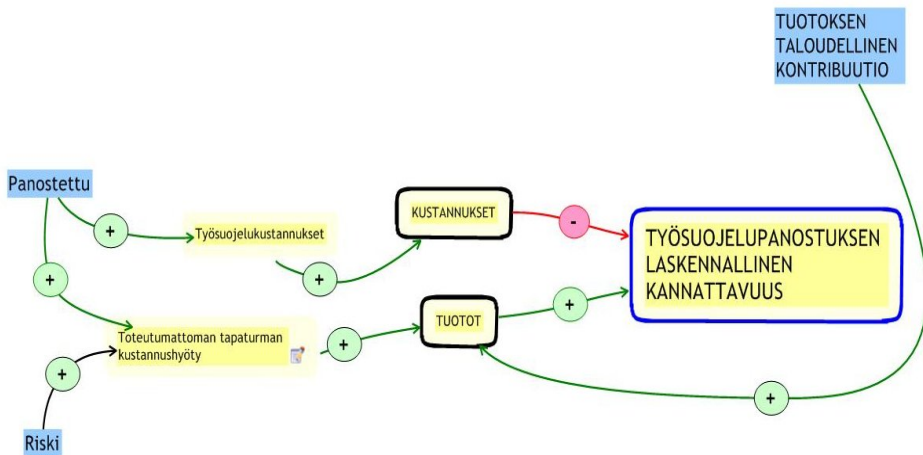 TUOTOKSEN
TALOUDELLINEN
KONTRIBUUTIO
Panostettu
KUSTANNUKSET
-
+
Työsuojelukustannukset
TYÖSUOJELUPANOSTUKSEN
LASKENNALLINEN
KANNATTAVUUS
+
+
+
TUOTOT
+
Toteutumattoman tapaturman
kustannushyöty
+
+
+
Riski